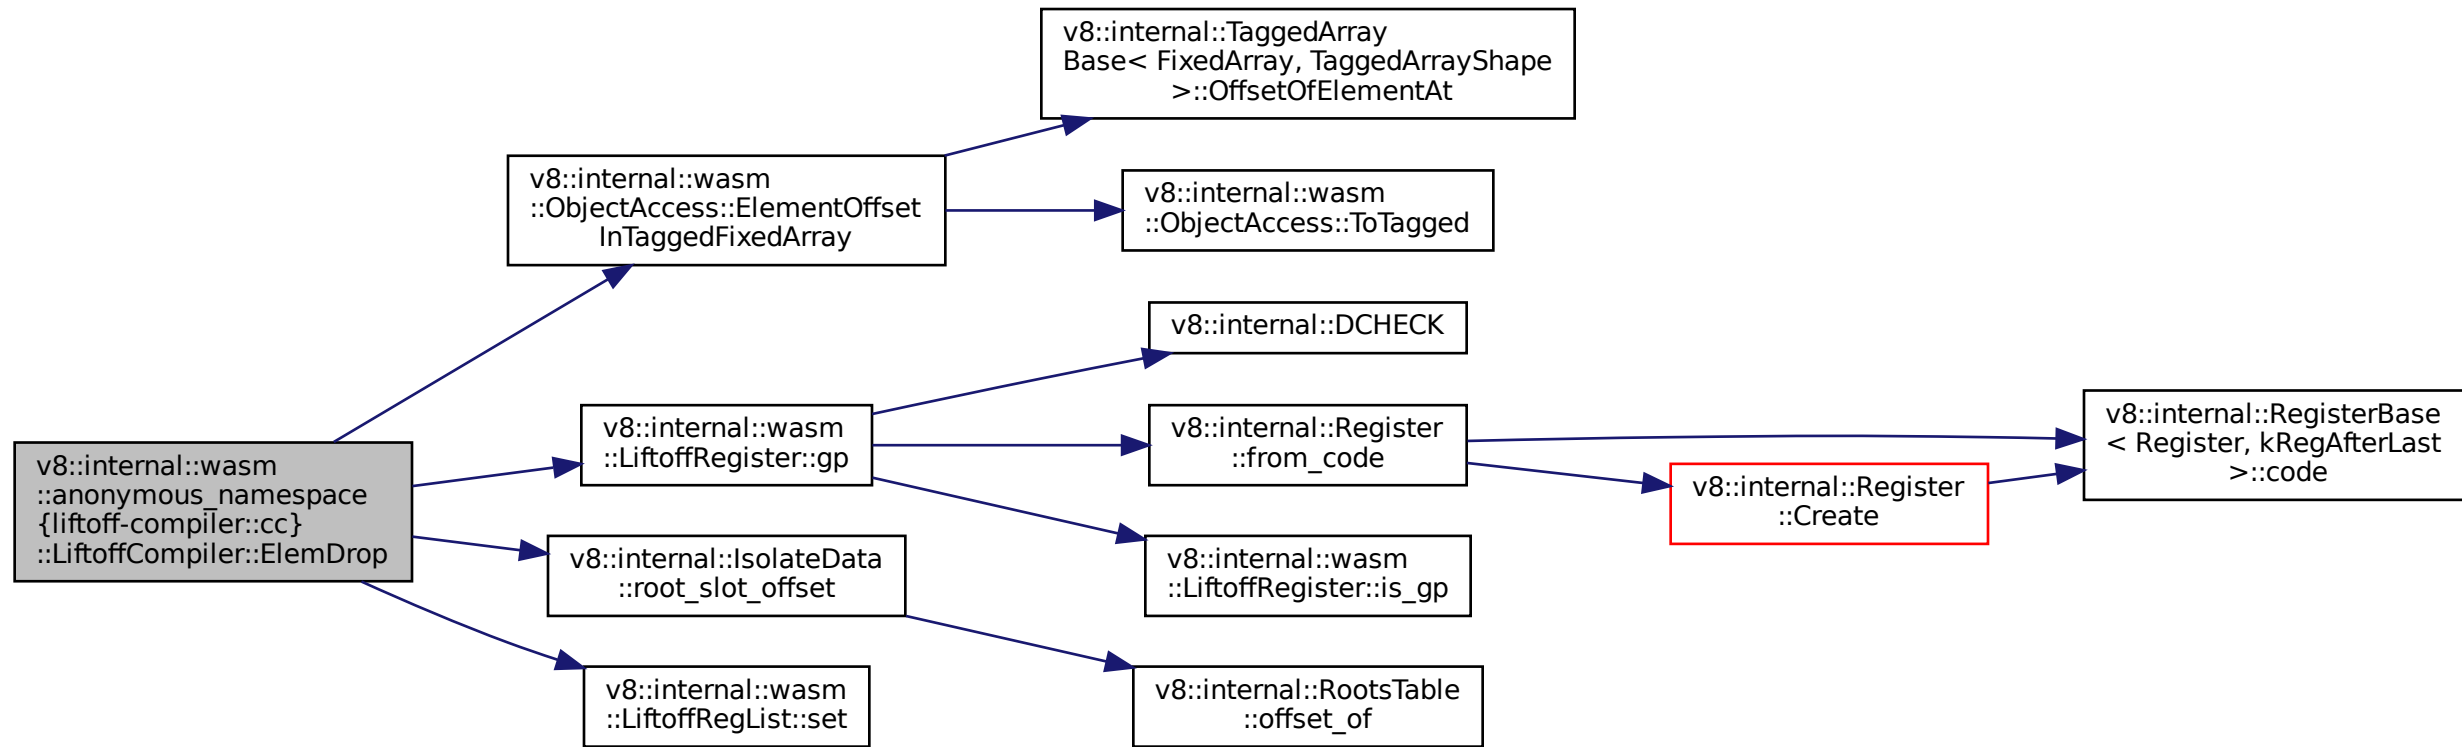 v8::internal::TaggedArray
Base< FixedArray, TaggedArrayShape
>::OffsetOfElementAt
v8::internal::wasm
::ObjectAccess::ElementOffset
InTaggedFixedArray
v8::internal::wasm
::ObjectAccess::ToTagged
v8::internal::DCHECK
v8::internal::wasm
::LiftoffRegister::gp
v8::internal::Register
::from_code
v8::internal::RegisterBase
< Register, kRegAfterLast
>::code
v8::internal::wasm
::anonymous_namespace
{liftoff-compiler::cc}
::LiftoffCompiler::ElemDrop
v8::internal::Register
::Create
v8::internal::IsolateData
::root_slot_offset
v8::internal::wasm
::LiftoffRegister::is_gp
v8::internal::wasm
::LiftoffRegList::set
v8::internal::RootsTable
::offset_of